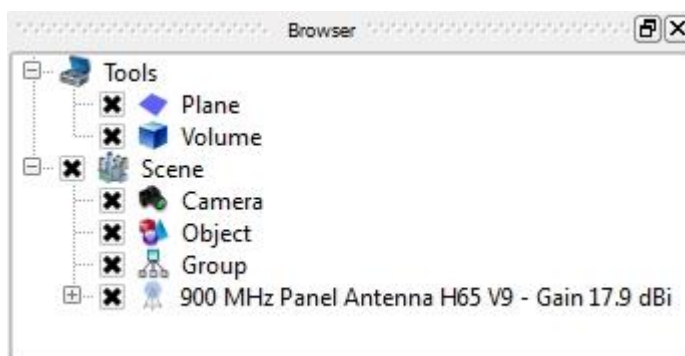 Browser
Tools
Plane
Volume
Scene
Camera
Object
Group
900 MHz Panel Antenna H65 V9 - Gain 17.9 dBi